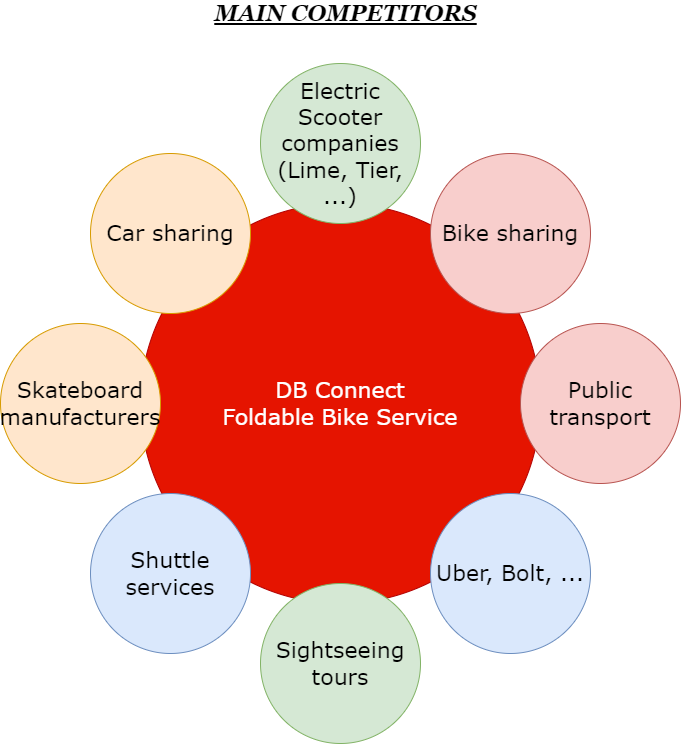 MAIN COMPETITORS
Electric
Scooter
companies
(Lime, Tier,
...)
Car sharing
Bike sharing
Skateboard
manufacturers
DB Connect
Foldable Bike Service
Public
transport
Shuttle
services
Uber, Bolt, ...
Sightseeing
tours